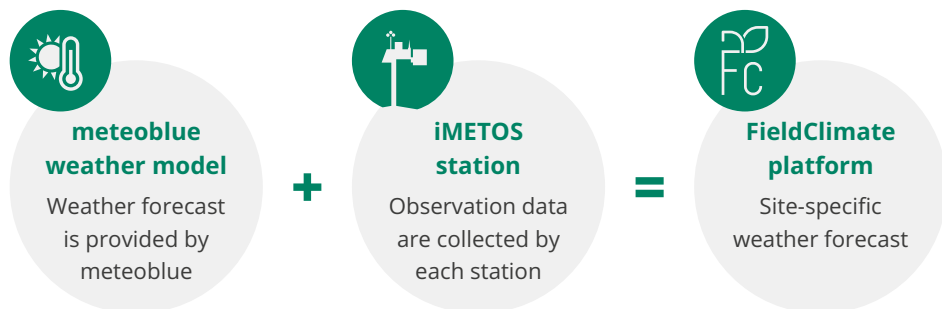 meteoblue
weather model
Weather forecast
is provided by
meteoblue
+
iMETOS
station
Observation data
are collected by
each station
=
FC
FieldClimate
platform
Site-specific
weather forecast